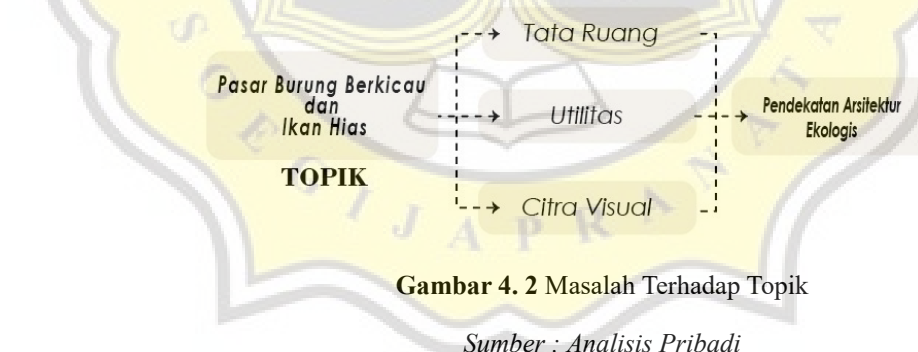 Tata Ruang
Pasar Burung Berkicau
dan
Ikan Hias
Utilitas
Pendekatan Arsitektur
Ekologis
TOPIK
Citra Visual
GIJAPRANATA
Gambar 4. 2 Masalah Terhadap Topik
Sumber : Analisis Pribadi